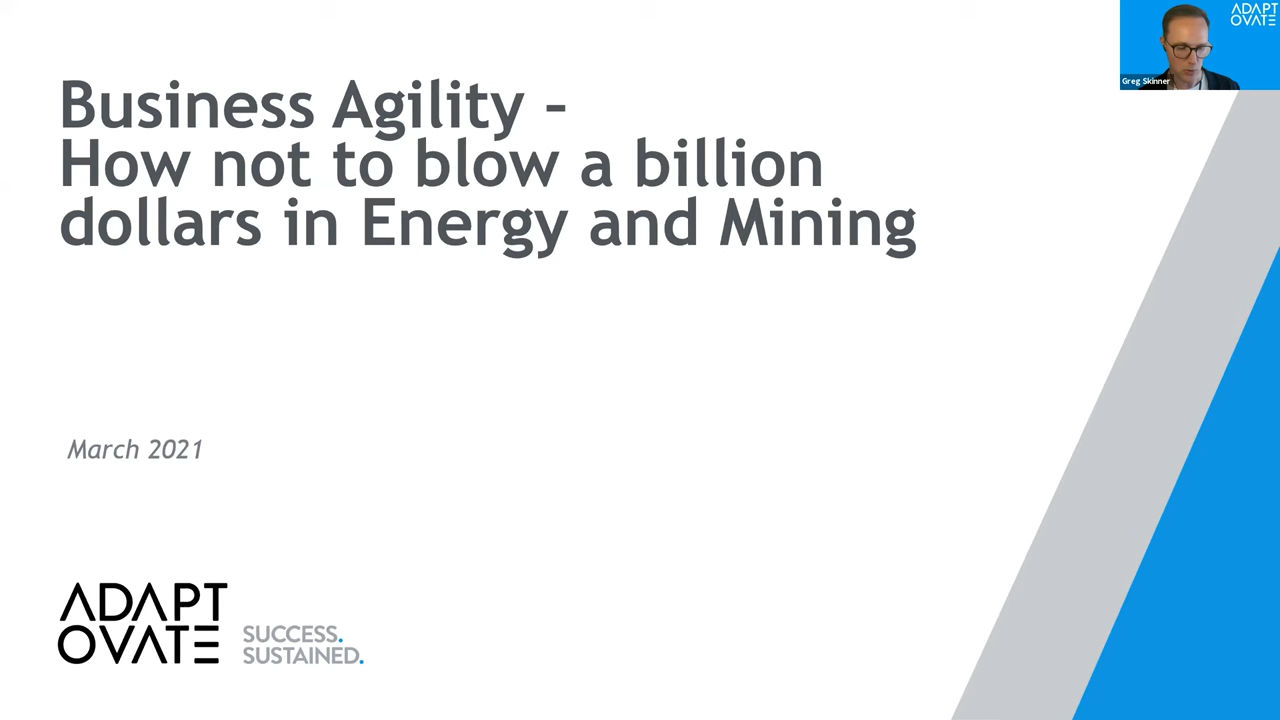 Business Agility –
How not to blow a billion
dollars in Energy and Mining
March 2021
ADAPT
OVATE
SUCCESS.
SUSTAINED.
ADAPT
OVATE
Greg Skinner